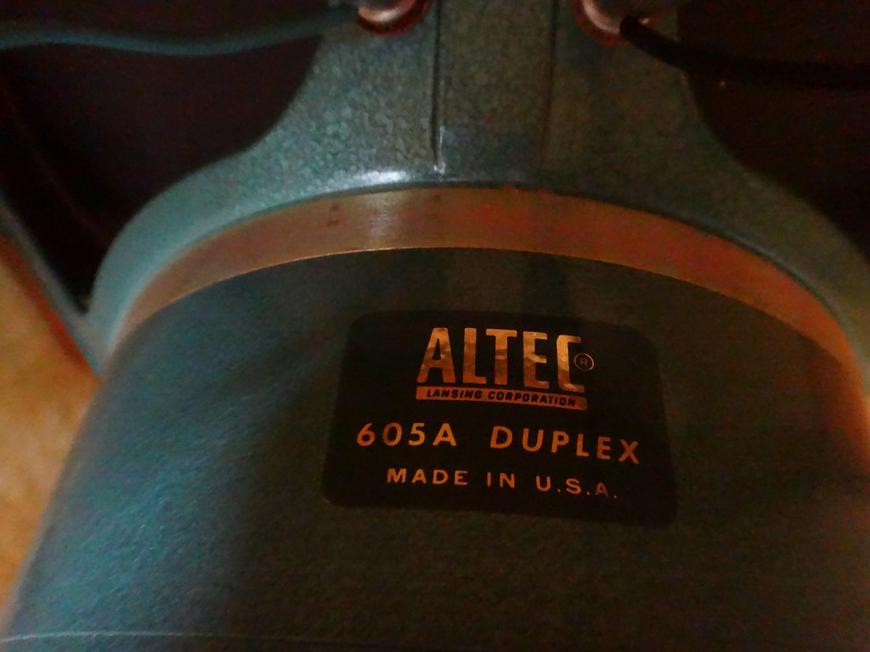 ALTEC®
LANSING CORPORATION
605A DUPLEX
MADE IN U.S.A.